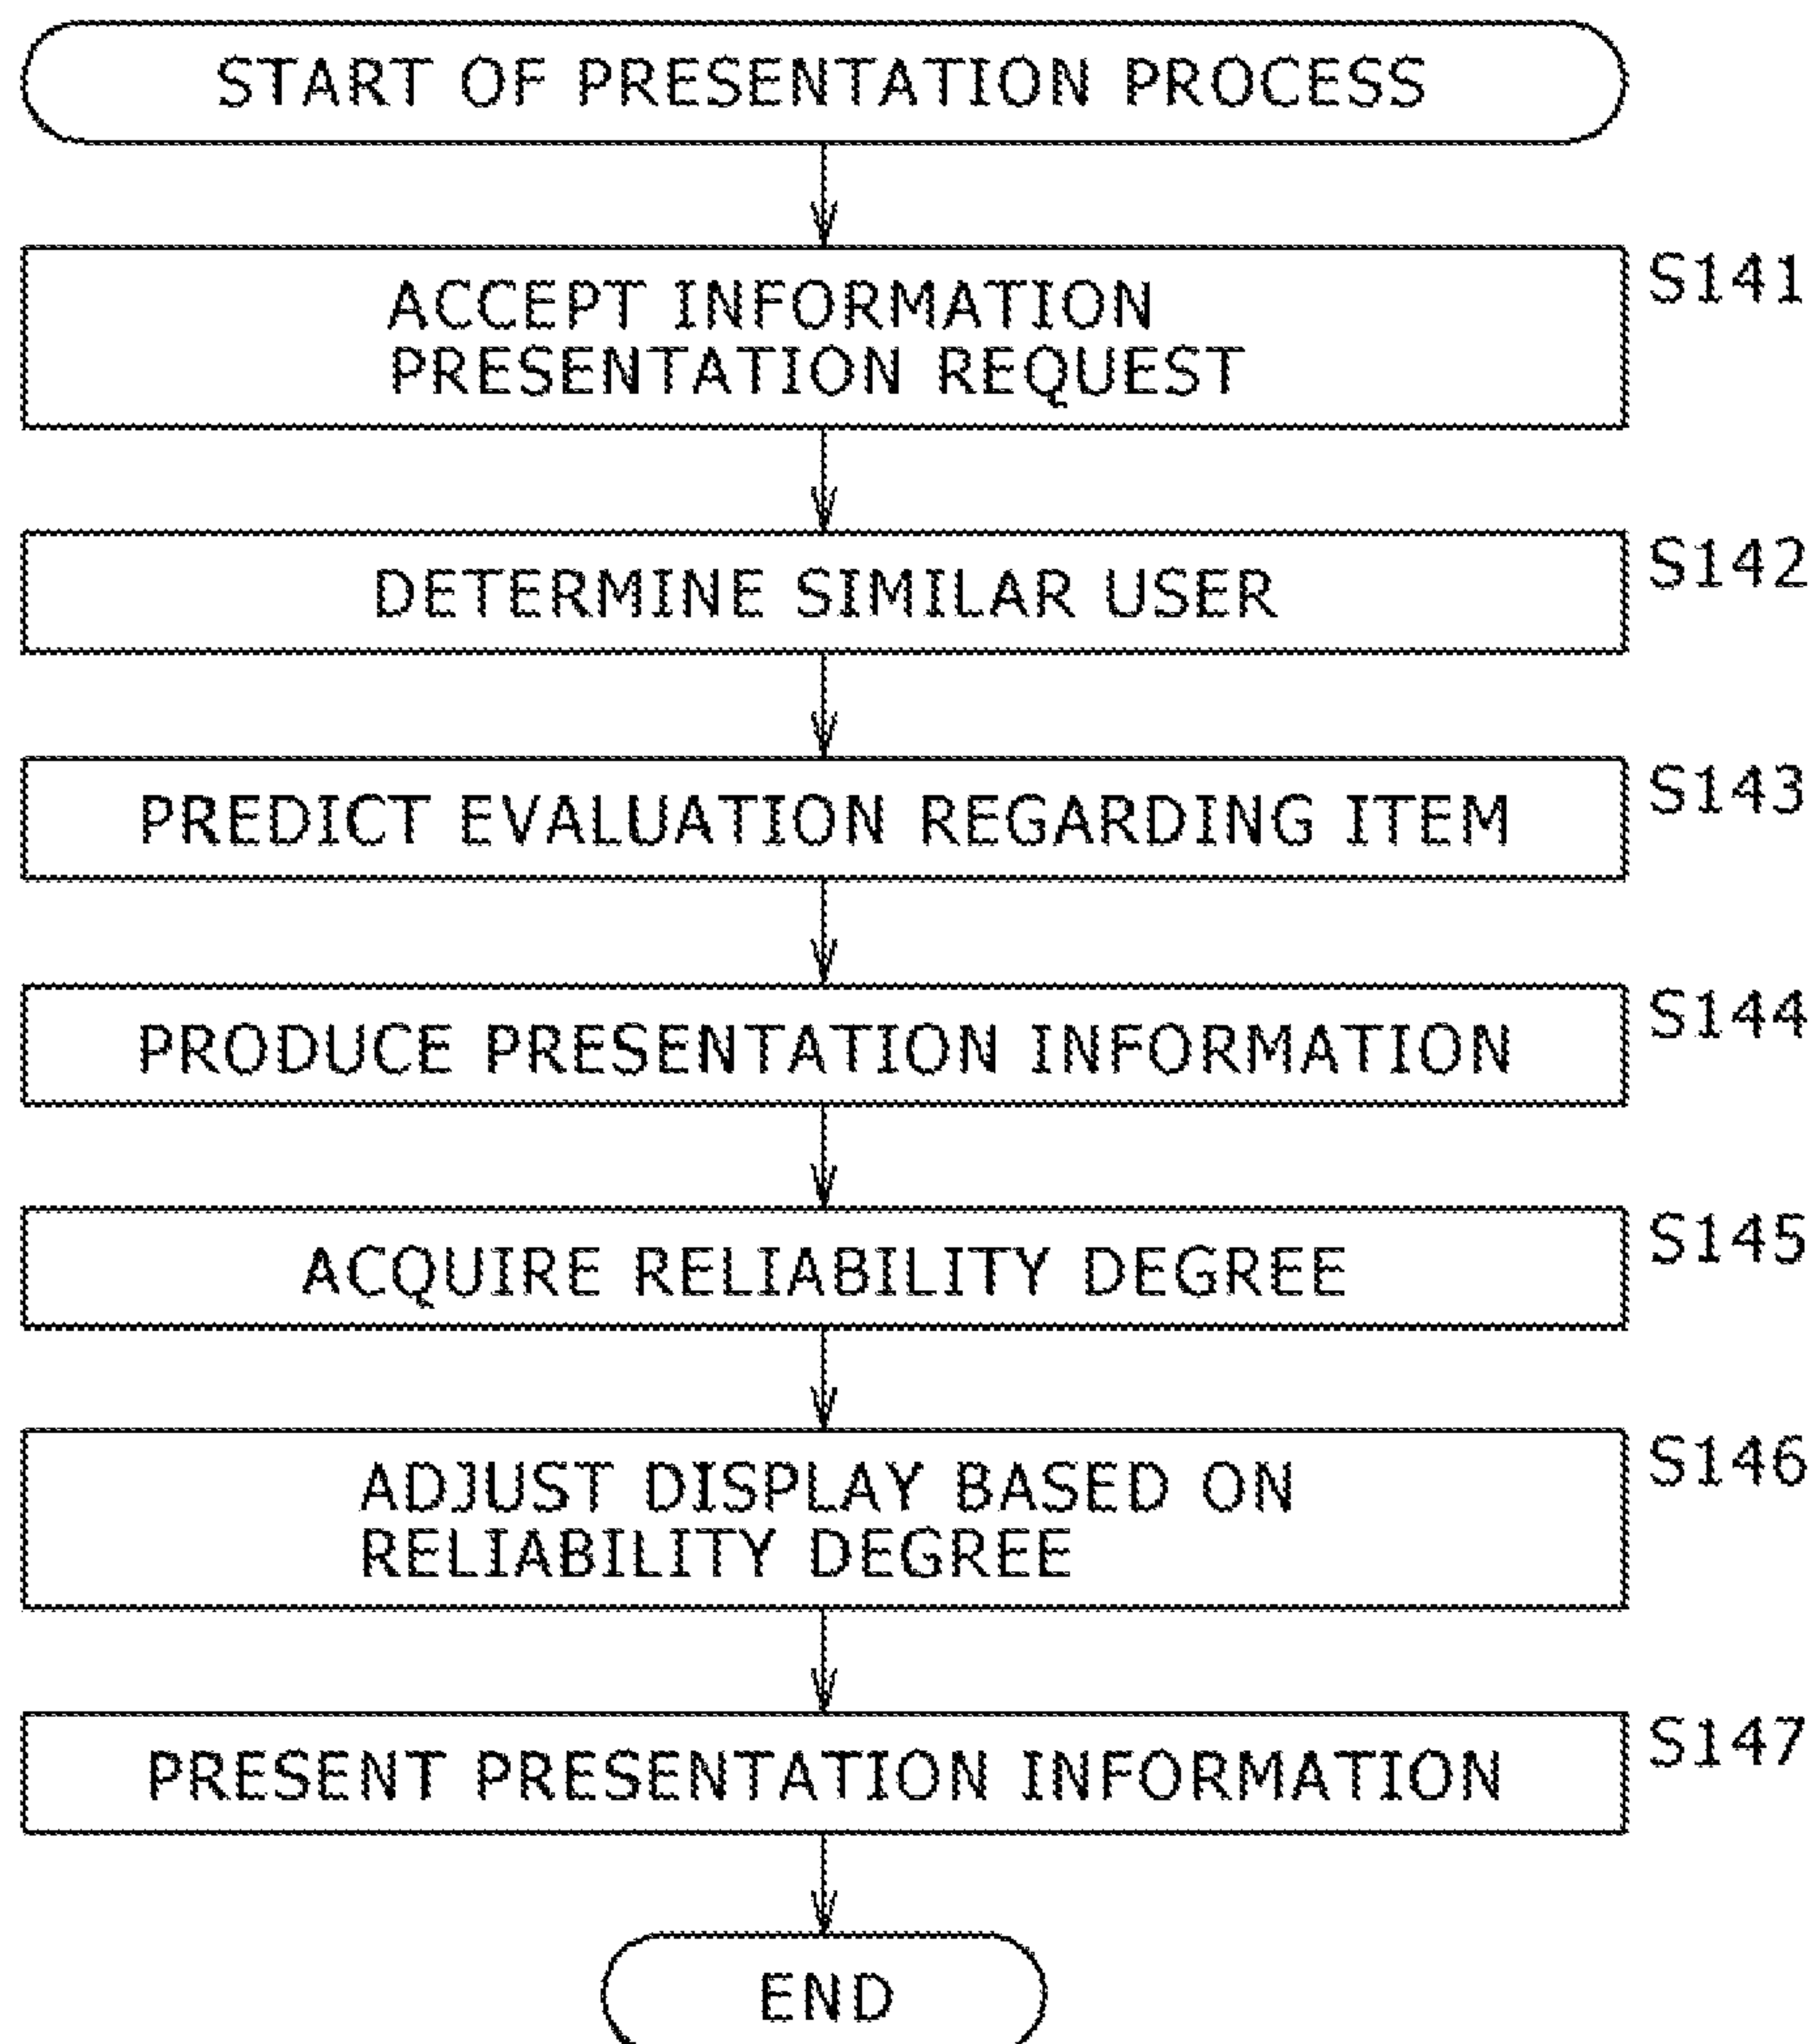 START OF PRESENTATION PROCESS
S141
ACCEPT INFORMATION
PRESENTATION REQUEST
S142
DETERMINE SIMILAR USER
S143
PREDICT EVALUATION REGARDING ITEM
S144
PRODUCE PRESENTATION INFORMATION
S145
ACQUIRE RELIABILITY DEGREE
S146
ADJUST DISPLAY BASED ON
RELIABILITY DEGREE
S147
PRESENT PRESENTATION INFORMATION
END